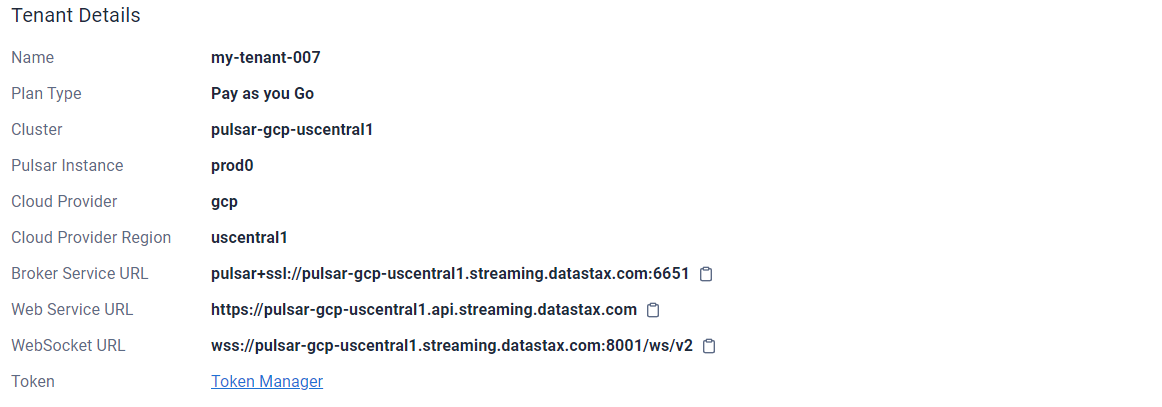 Tenant Details
Name my-tenant-007
Plan Type Pay as you Go
Cluster pulsar-gcp-uscentral1
Pulsar Instance prod0
Cloud Provider gcp
Cloud Provider Region uscentral1
Broker Service URL pulsar+ssl://pulsar-gcp-uscentral1.streaming.datastax.com:6651
Web Service URL https://pulsar-gcp-uscentral1.api.streaming.datastax.com
WebSocket URL wss://pulsar-gcp-uscentral1.streaming.datastax.com:8001/ws/v2
Token Token Manager